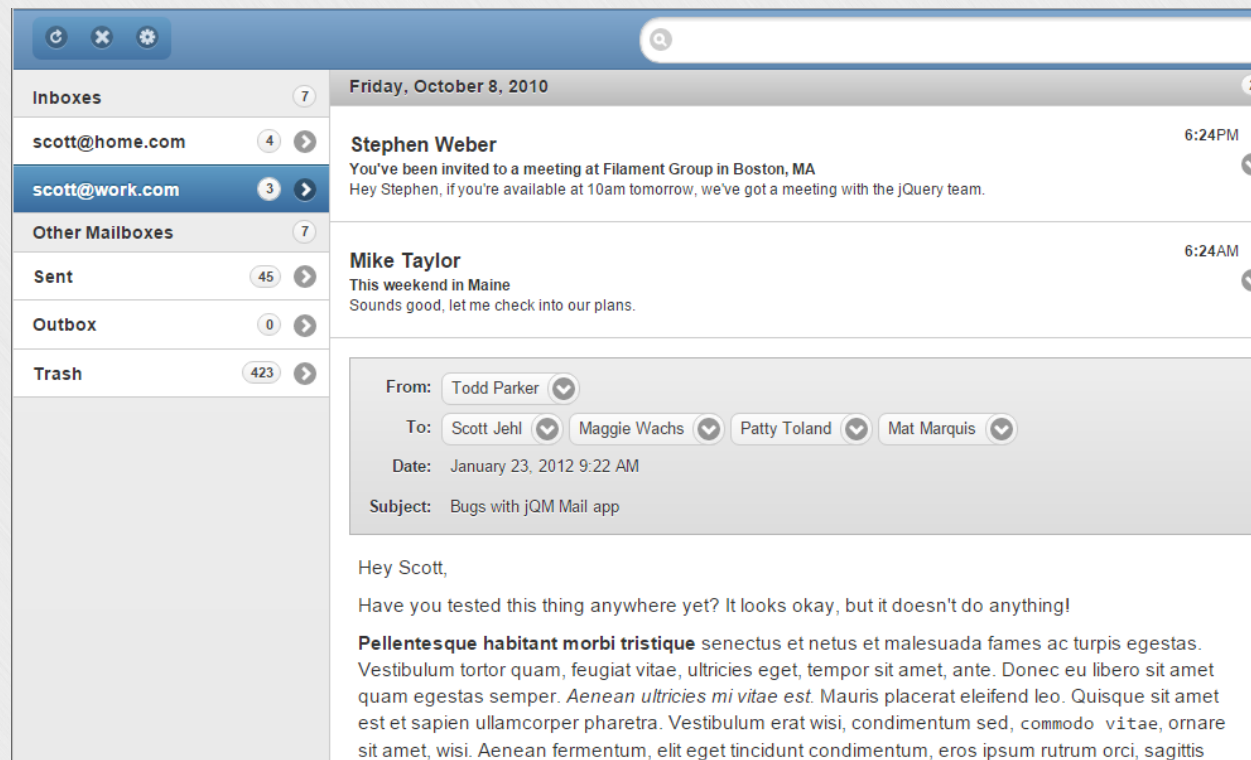 Inboxes 7
scott@home.com 4
scott@work.com 3
Other Mailboxes 7
Sent 45
Outbox 0
Trash 423
Friday, October 8, 2010
Stephen Weber 6:24PM
You've been invited to a meeting at Filament Group in Boston, MA
Hey Stephen, if you're available at 10am tomorrow, we've got a meeting with the jQuery team.
Mike Taylor 6:24AM
This weekend in Maine
Sounds good, let me check into our plans.
From: Todd Parker
To: Scott Jehl Maggie Wachs Patty Toland Mat Marquis
Date: January 23, 2012 9:22 AM
Subject: Bugs with jQM Mail app
Hey Scott,
Have you tested this thing anywhere yet? It looks okay, but it doesn't do anything!
Pellentesque habitant morbi tristique senectus et netus et malesuada fames ac turpis egestas.
Vestibulum tortor quam, feugiat vitae, ultricies eget, tempor sit amet, ante. Donec eu libero sit amet
quam egestas semper. Aenean ultricies mi vitae est. Mauris placerat eleifend leo. Quisque sit amet
est et sapien ullamcorper pharetra. Vestibulum erat wisi, condimentum sed, commodo vitae, ornare
sit amet, wisi. Aenean fermentum, elit eget tincidunt condimentum, eros ipsum rutrum orci, sagittis